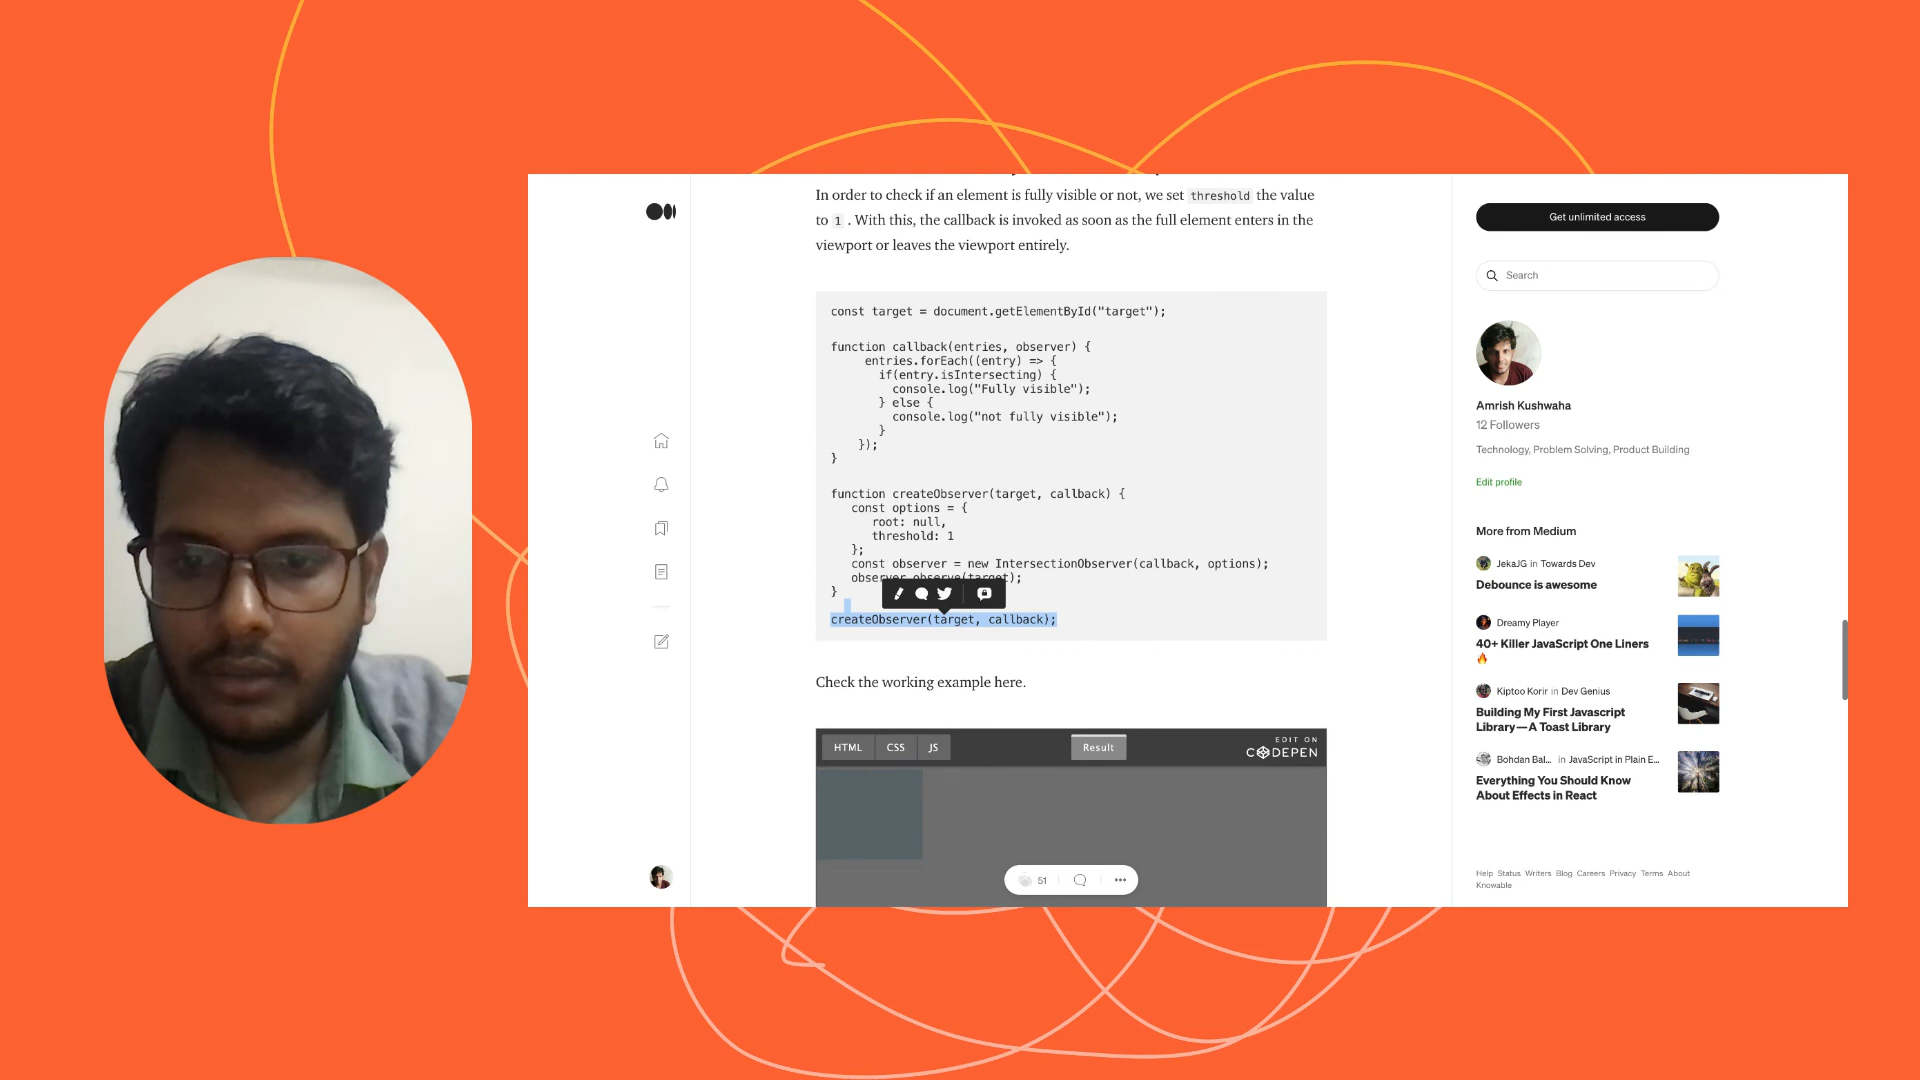 In order to check if an element is fully visible or not, we set threshold the value
to 1 . With this, the callback is invoked as soon as the full element enters in the
viewport or leaves the viewport entirely.
const target = document.getElementById("target");
function callback(entries, observer) {
entries.forEach((entry) => {
if(entry.isIntersecting) {
console.log("Fully visible");
} else {
console.log("not fully visible");
}
});
}
function createObserver(target, callback) {
const options = {
root: null,
threshold: 1
};
const observer = new IntersectionObserver(callback, options);
observer.observe(target);
}
createObserver(target, callback);
Check the working example here.
HTML CSS JS Result EDIT ON
CODEPEN
51
Get unlimited access
Search
Amrish Kushwaha
12 Followers
Technology, Problem Solving, Product Building
Edit profile
More from Medium
JekaJG in Towards Dev
Debounce is awesome
Dreamy Player
40+ Killer JavaScript One Liners
🔥
Kiptoo Korir in Dev Genius
Building My First Javascript
Library—A Toast Library
Bohdan Bal... in JavaScript in Plain E...
Everything You Should Know
About Effects in React
Help Status Writers Blog Careers Privacy Terms About
Knowable